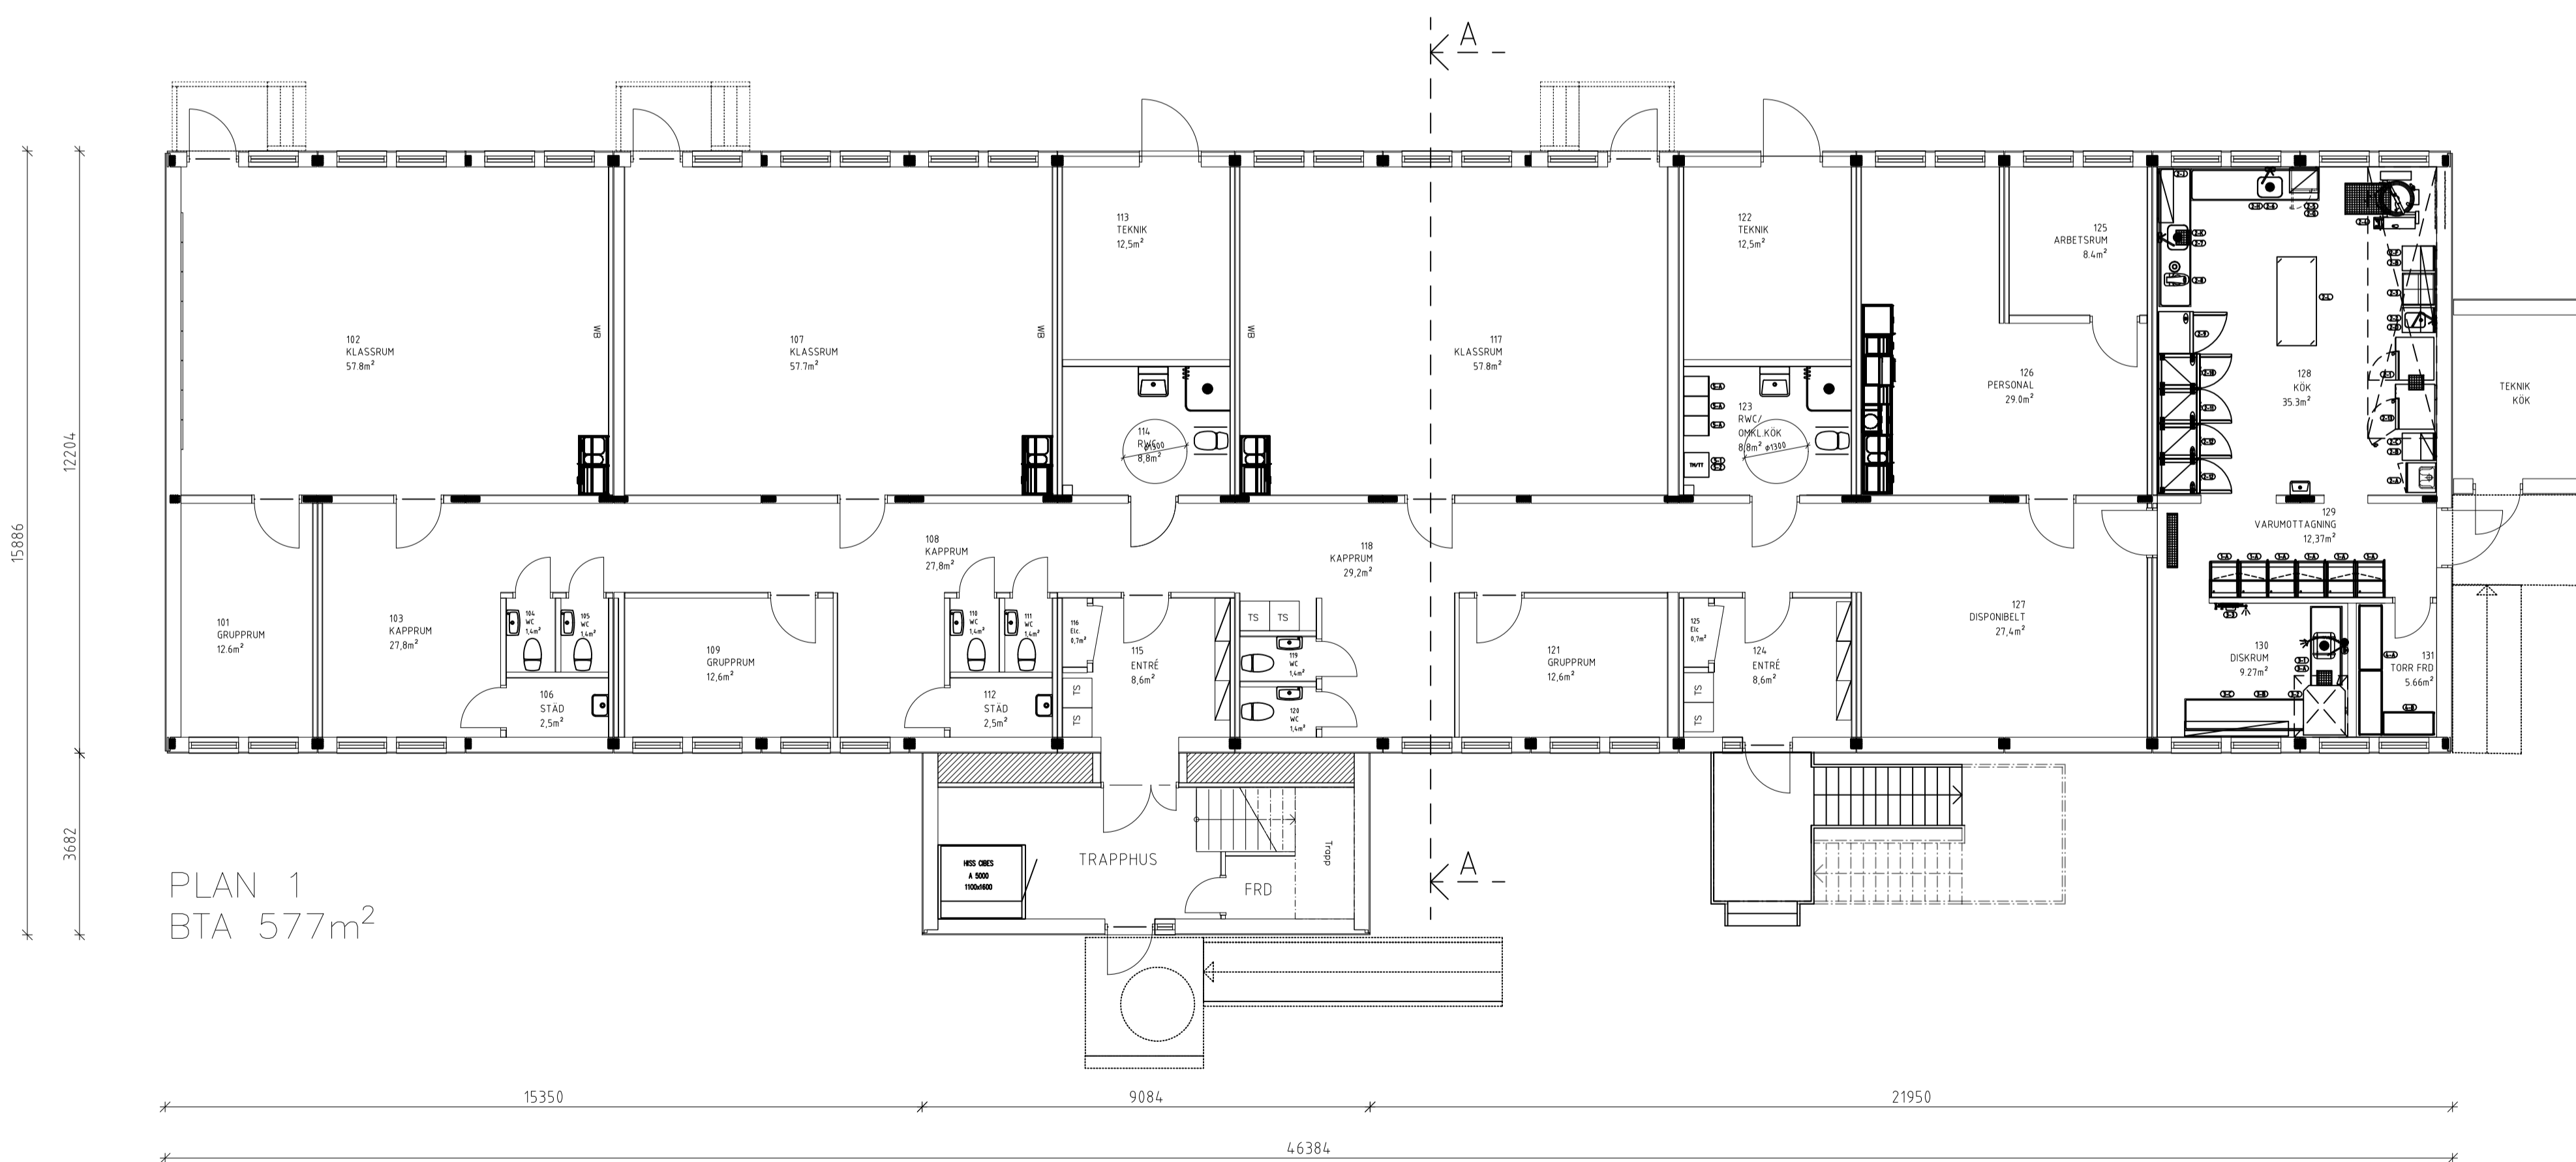 A
113
TEKNIK
12,5m²
122
TEKNIK
12,5m²
125
ARBETSRUM
8.4m²
102
KLASSRUM
57.8m²
WB
107
KLASSRUM
57.7m²
WB
WB
117
KLASSRUM
57.8m²
126
PERSONAL
29.0m²
128
KÖK
35.3m²
TEKNIK
KÖK
114
RWC
ø1500
8,8m²
123
RWC/
OMKL.KÖK
8,8m² ø1300
TM/TT
12204
15886
3682
101
GRUPPRUM
12.6m²
103
KAPPRUM
27,8m²
104
WC
1,4m²
105
WC
1,4m²
106
STÄD
2,5m²
109
GRUPPRUM
12,6m²
108
KAPPRUM
27,8m²
110
WC
1,4m²
111
WC
1,4m²
112
STÄD
2,5m²
116
Elc.
0,7m²
TS
TS
115
ENTRÉ
8,6m²
118
KAPPRUM
29,2m²
TS TS
119
WC
1,4m²
120
WC
1,4m²
121
GRUPPRUM
12,6m²
125
Elc
0,7m²
TS
TS
124
ENTRÉ
8,6m²
127
DISPONIBELT
27,4m²
129
VARUMOTTAGNING
12,37m²
130
DISKRUM
9.27m²
131
TORR FRD
5.66m²
HISS CIBES
A 5000
1100x1600
TRAPPHUS
FRD
Trapp
A
PLAN 1
BTA 577m²
15350
9084
21950
46384